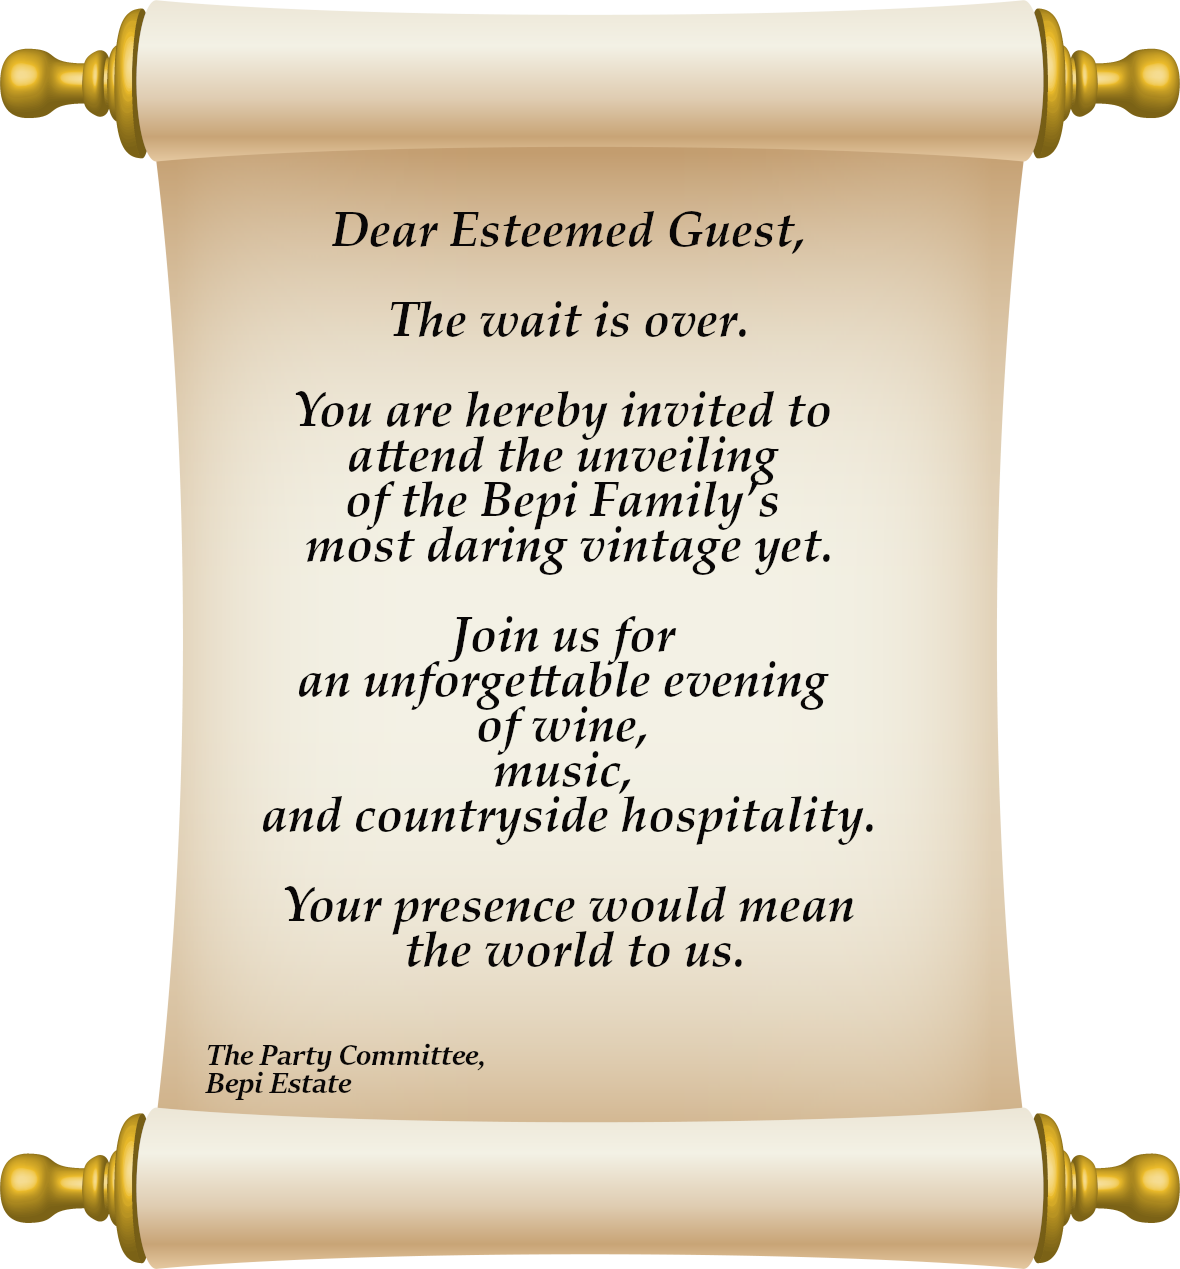 Dear Esteemed Guest,
The wait is over.
You are hereby invited to
attend the unveiling
of the Bepi Family’s
most daring vintage yet.
Join us for
an unforgettable evening
of wine,
music,
and countryside hospitality.
Your presence would mean
the world to us.
The Party Committee,
Bepi Estate